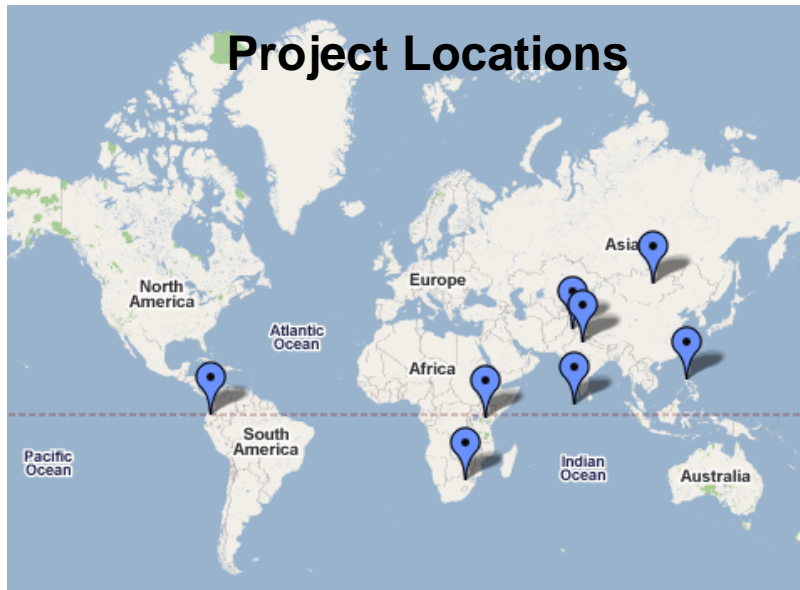 Project Locations
Asia
Europe
North
America
Atlantic
Ocean
Africa
South
America
Pacific
Ocean
Indian
Ocean
Australia